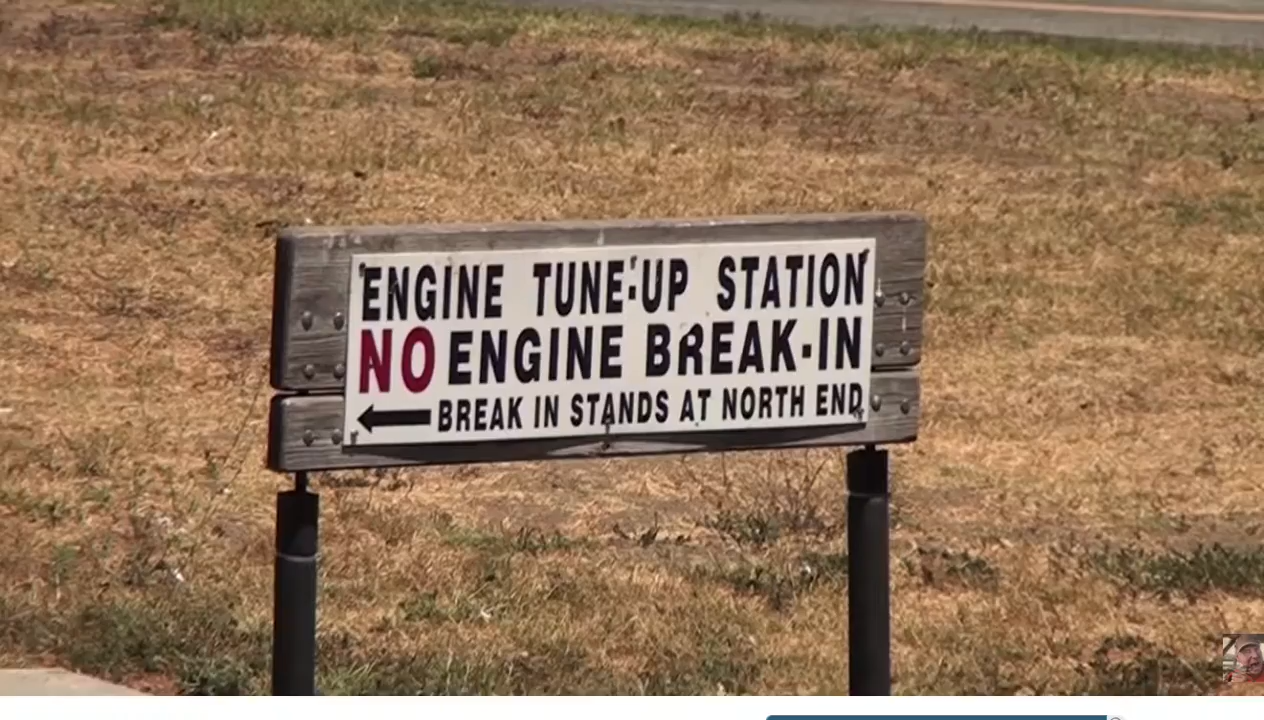 ENGINE TUNE-UP STATION
NO ENGINE BREAK-IN
BREAK IN STANDS AT NORTH END